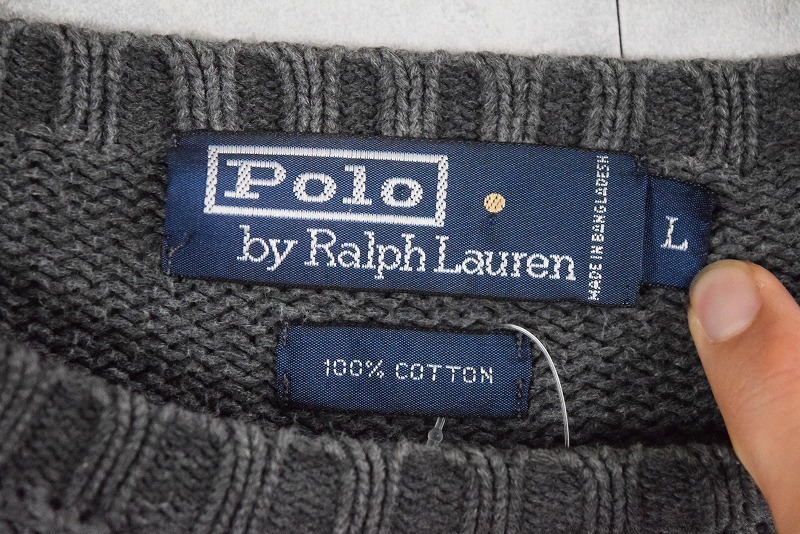 Polo
by Ralph Lauren
MADE IN BANGLADESH
L
100% COTTON